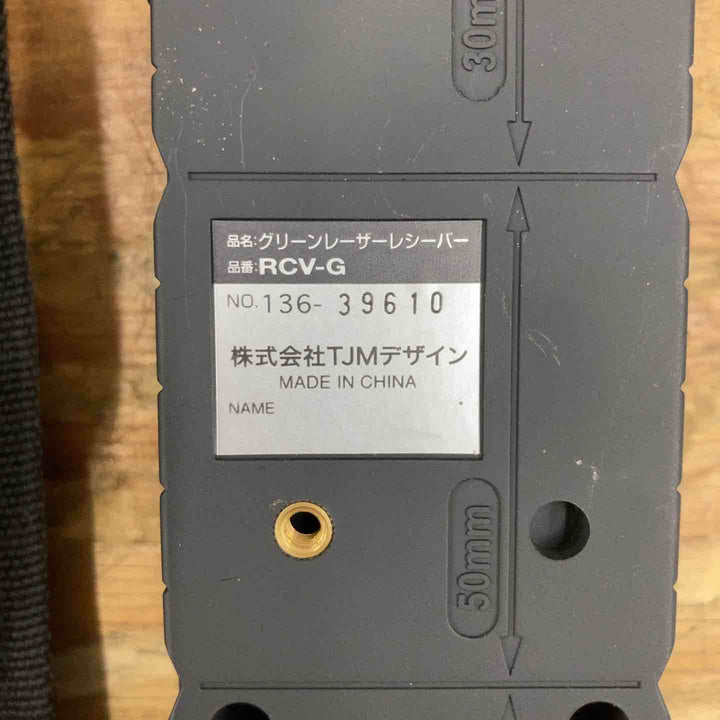 30mm
品名:グリーンレーザーレシーバー
品番:RCV-G
NO.136- 39610
株式会社TJMデザイン
MADE IN CHINA
NAME
50mm